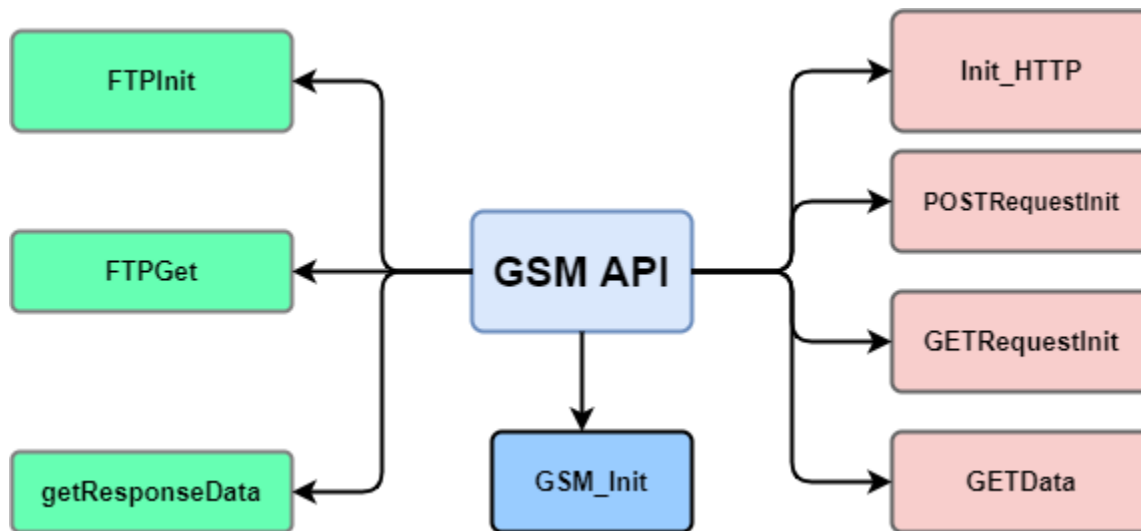 FTPInit
FTPGet
getResponseData
GSM API
GSM_Init
Init_HTTP
POSTRequestInit
GETRequestInit
GETData